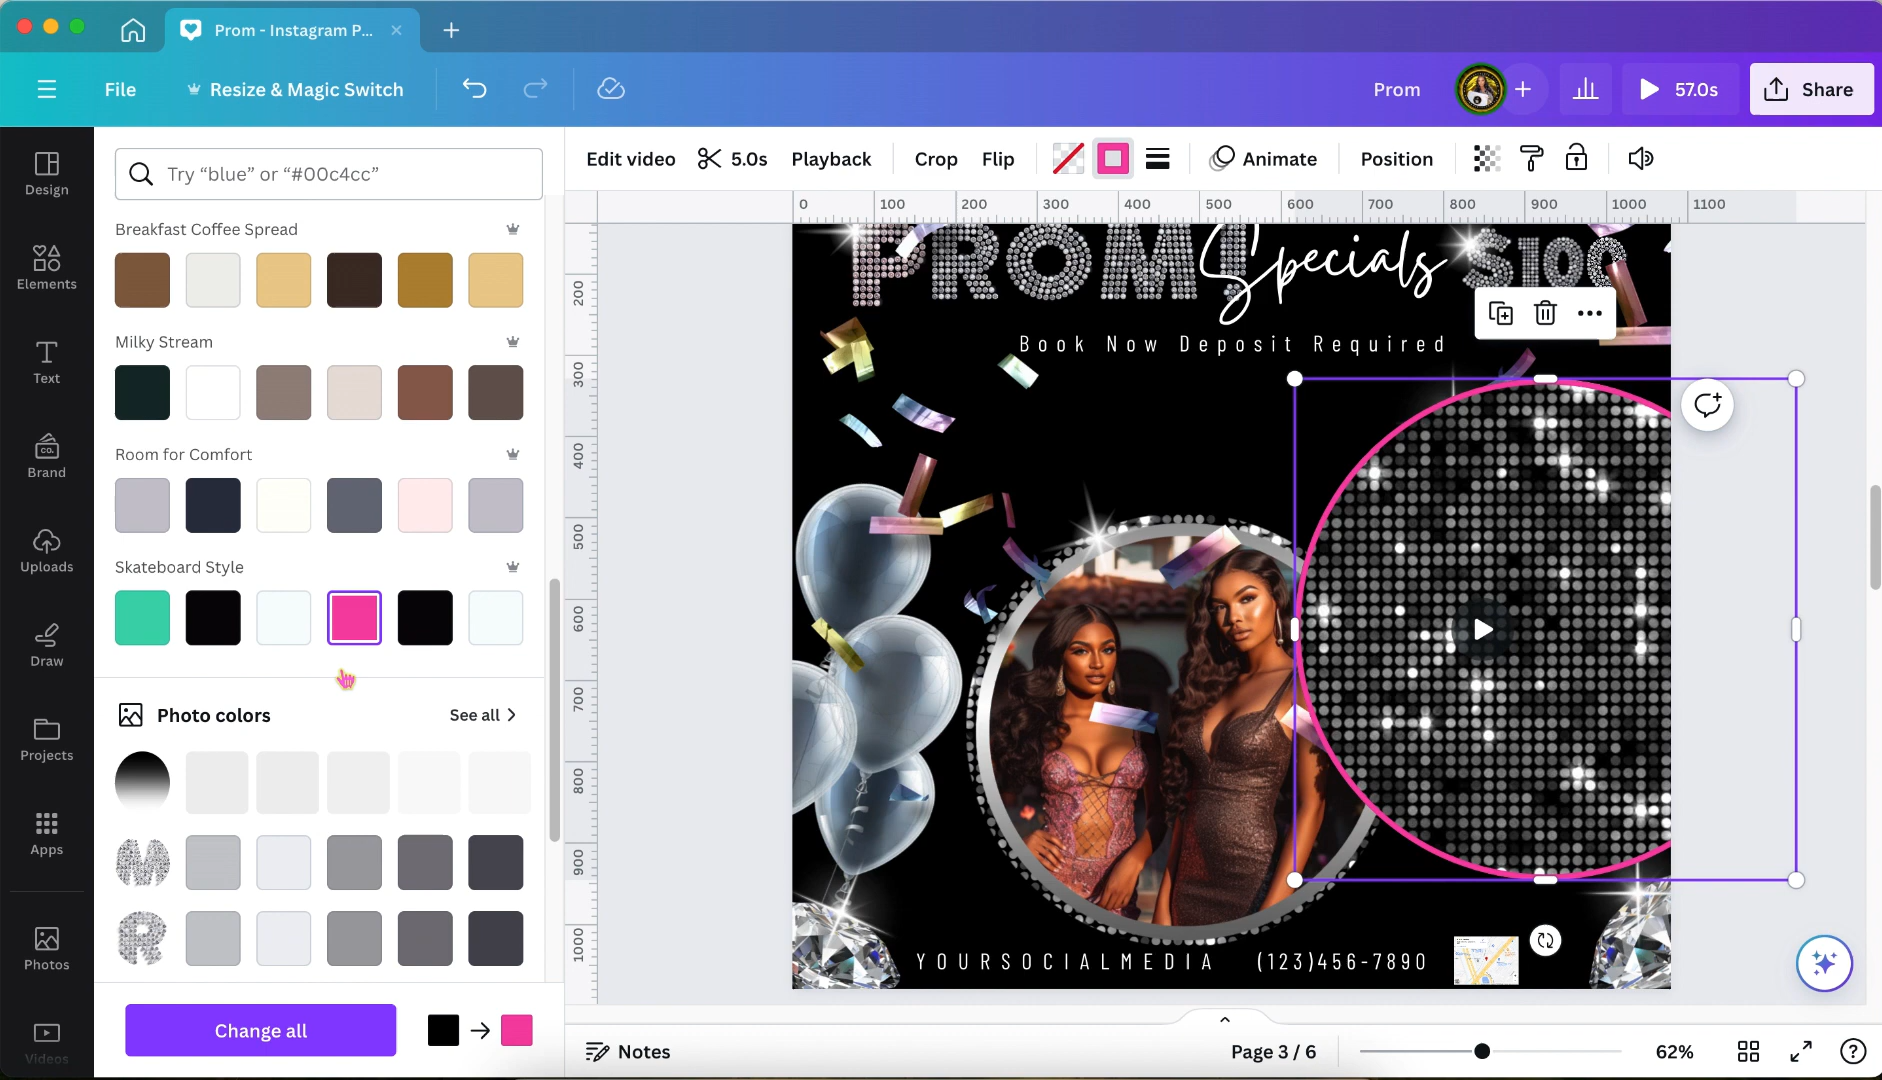 Prom - Instagram P...
File
Resize & Magic Switch
Prom
57.0s
Share
Design
Elements
Text
CO.
Brand
Uploads
Draw
Projects
Apps
Photos
Videos
Try “blue” or “#00c4cc”
Breakfast Coffee Spread
Milky Stream
Room for Comfort
Skateboard Style
Photo colors
See all
M
R
Change all
Edit video
5.0s
Playback
Crop
Flip
Animate
Position
0 100 200 300 400 500 600 700 800 900 1000 1100
200
300
400
500
600
700
800
900
1000
PROM! Specials $100
Book Now Deposit Required
YOURSOCIALMEDIA (123)456-7890
Notes
Page 3 / 6
62%
?